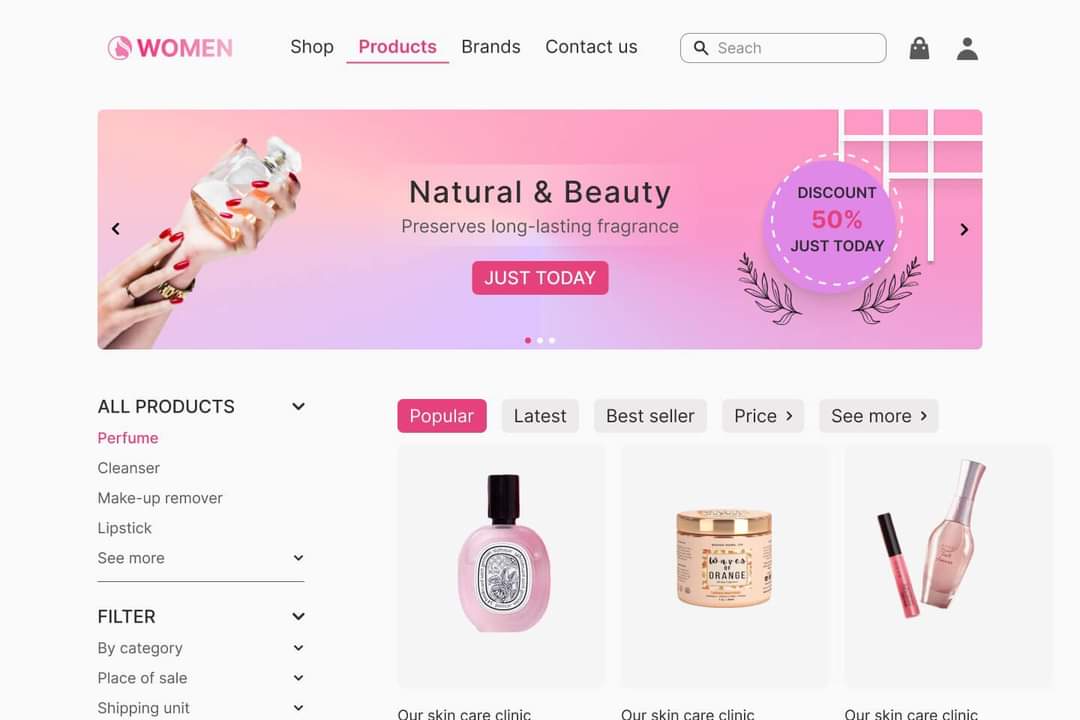 WOMEN
Shop Products Brands Contact us Seach
Natural & Beauty
Preserves long-lasting fragrance
JUST TODAY
DISCOUNT
50%
JUST TODAY
ALL PRODUCTS
Perfume
Cleanser
Make-up remover
Lipstick
See more
FILTER
By category
Place of sale
Shipping unit
Popular Latest Best seller Price See more
waves
OF
ORANGE
Our skin care clinic
Our skin care clinic
Our skin care clinic